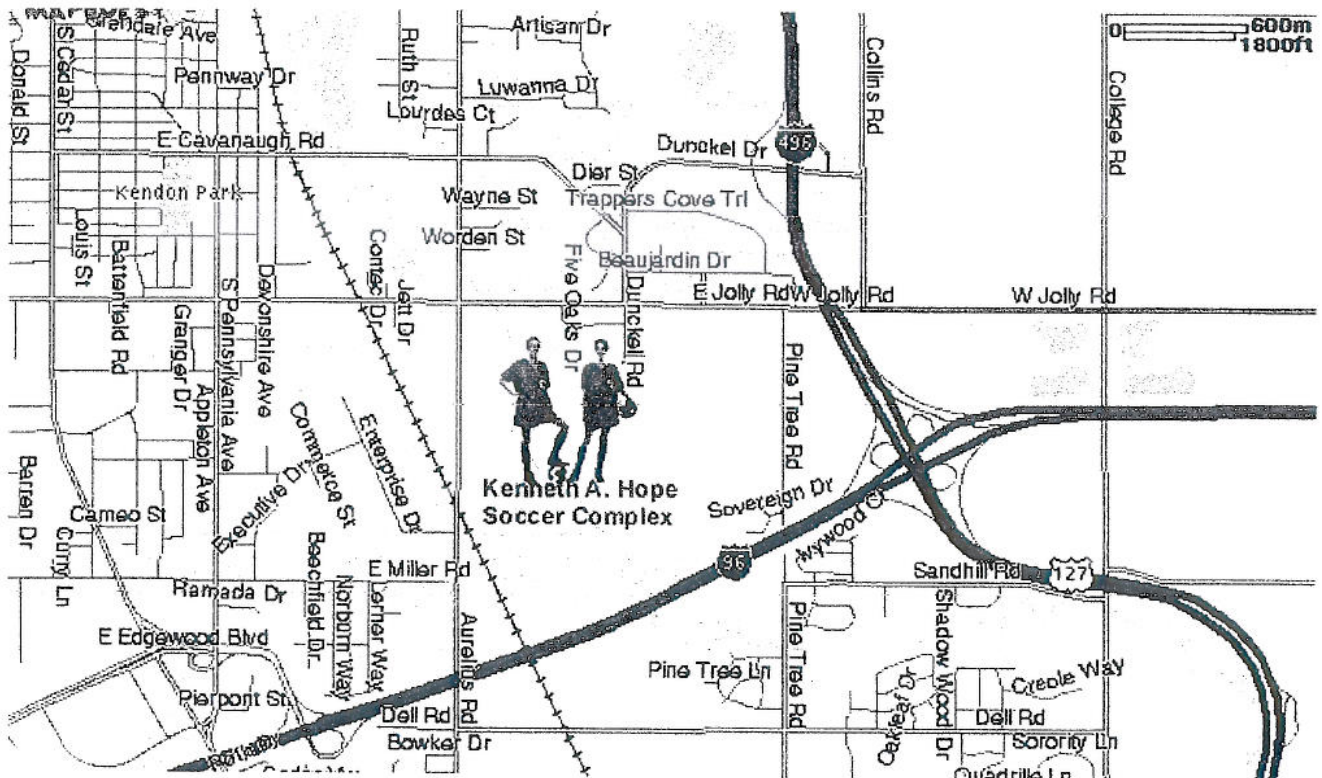 MAPQUEST
Glendale Ave
S Cedar St
Donald St
Pennway Dr
E Cavanaugh Rd
Ruth St
Artisan Dr
Luwanna Dr
Lourdes Ct
Collins Rd
College Rd
0 600m
1800ft
496
Dunckel Dr
Dier St
Trappers Cove Trl
Kendon Park
Wayne St
Worden St
Beaujardin Dr
Five Oaks Dr
Louis St
Battenfield Rd
S Pennsylvania Ave
Devonshire Ave
Contec Dr
Jett Dr
E Jolly Rd
W Jolly Rd
W Jolly Rd
Dunckel Rd
Granger Dr
Appleton Ave
Pine Tree Rd
Commerce St
Enterprise Dr
Executive Dr
Barren Dr
Cameo St
Curry Ln
Kenneth A. Hope
Soccer Complex
Sovereign Dr
Ivywood Ct
96
E Miller Rd
Sandhill Rd
127
Ramada Dr
Beechfield Dr
Norburn Way
Lerner Way
Aurelius Rd
E Edgewood Blvd
Pierpont St
Pine Tree Ln
Pine Tree Rd
Shadow Wood Dr
Oakleaf Dr
Creole Way
Dell Rd
Dell Rd
Bowker Dr
Sorority Ln
Quadrille Ln